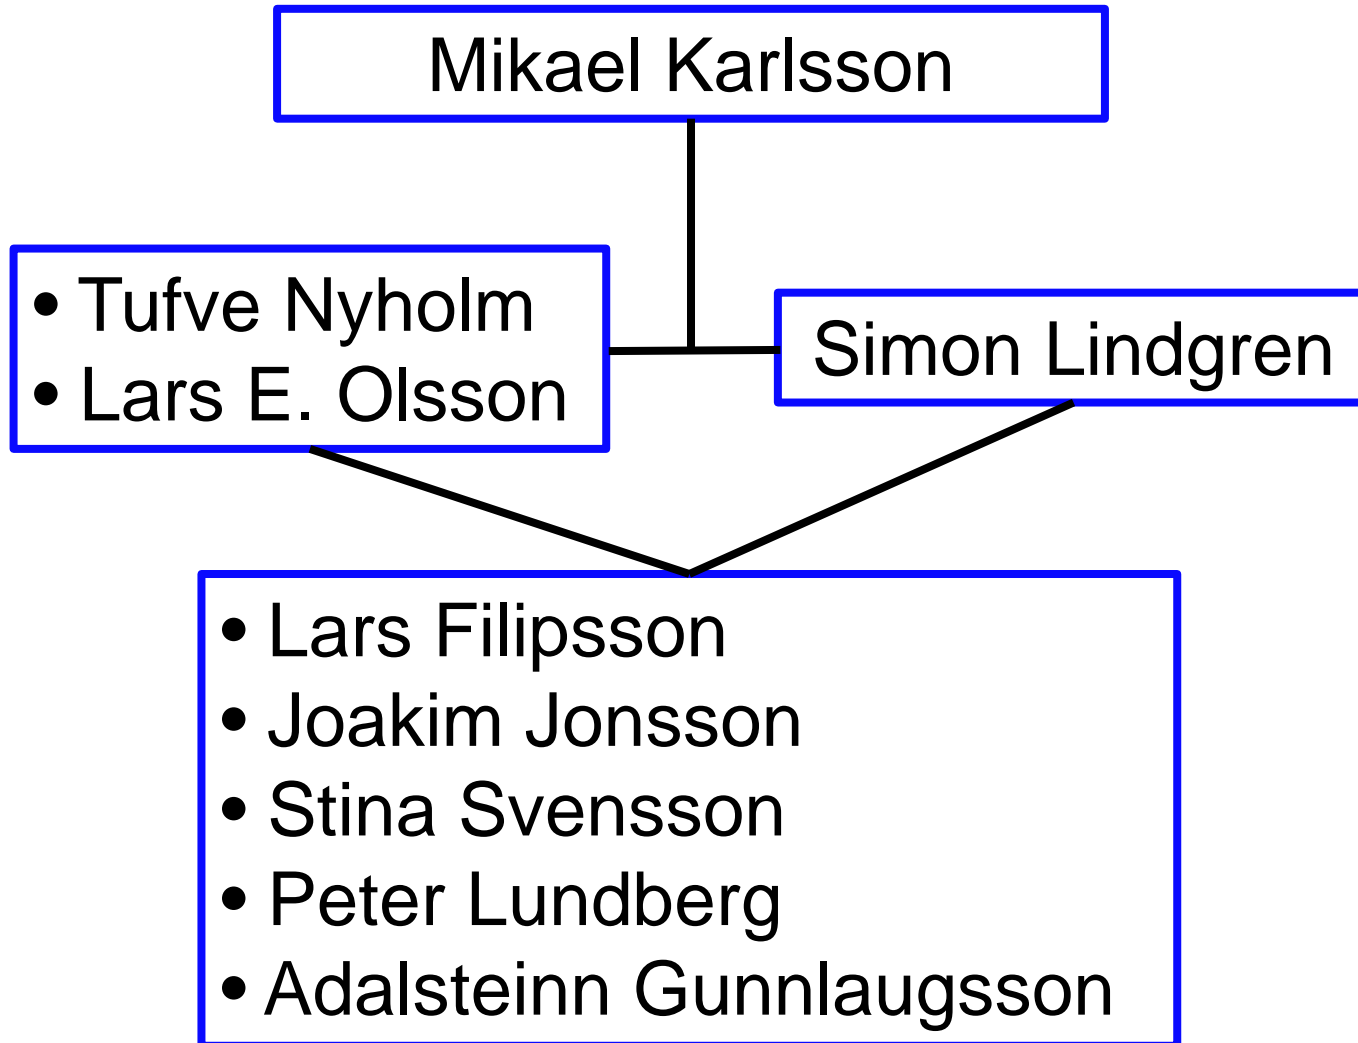 Mikael Karlsson
• Tufve Nyholm
• Lars E. Olsson
Simon Lindgren
• Lars Filipsson
• Joakim Jonsson
• Stina Svensson
• Peter Lundberg
• Adalsteinn Gunnlaugsson